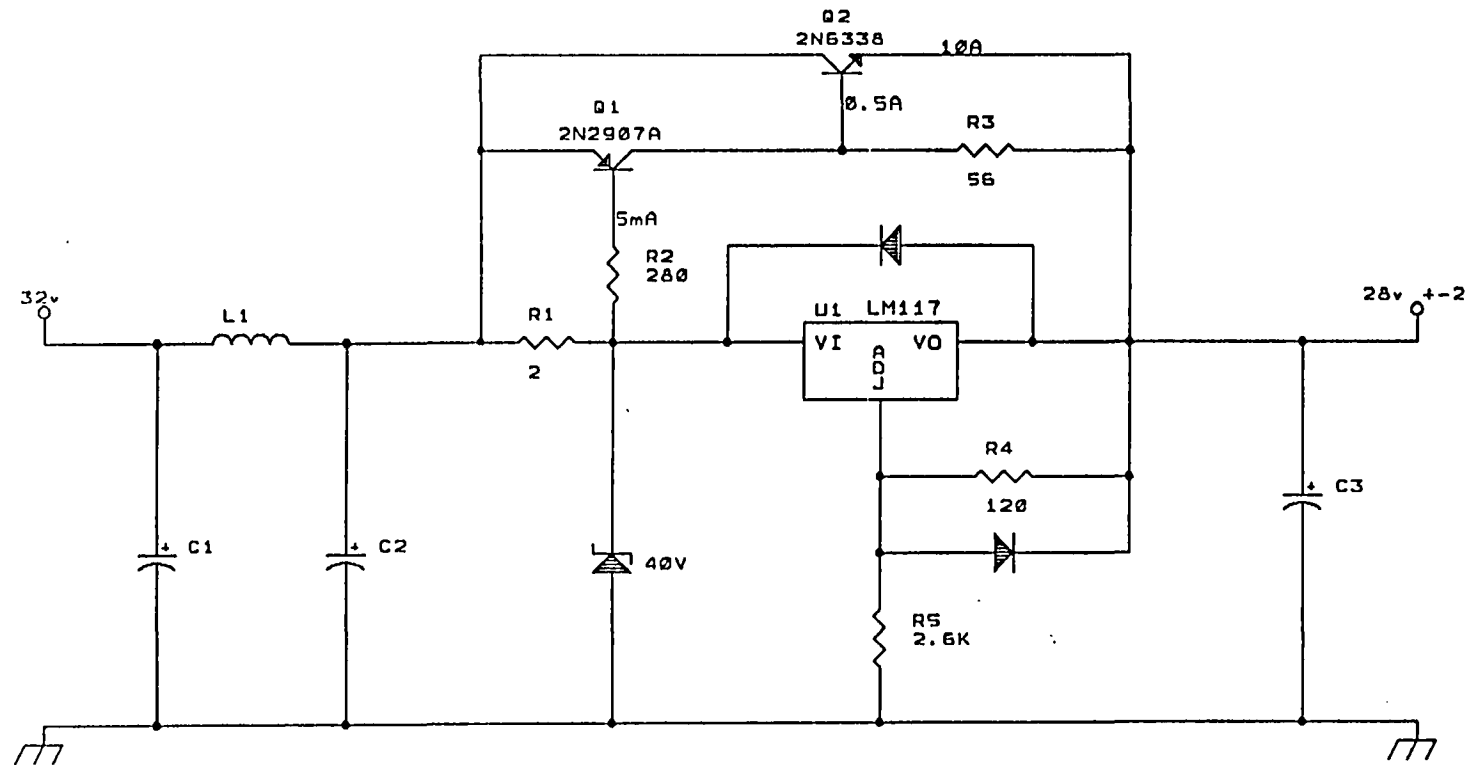 Q2
2N6338
10A
0.5A
Q1
2N2907A
R3
56
5mA
R2
280
32v
L1
R1
2
U1 LM117
VI VO
ADJ
28v +-2
R4
120
C1
C2
40V
C3
R5
2.6K